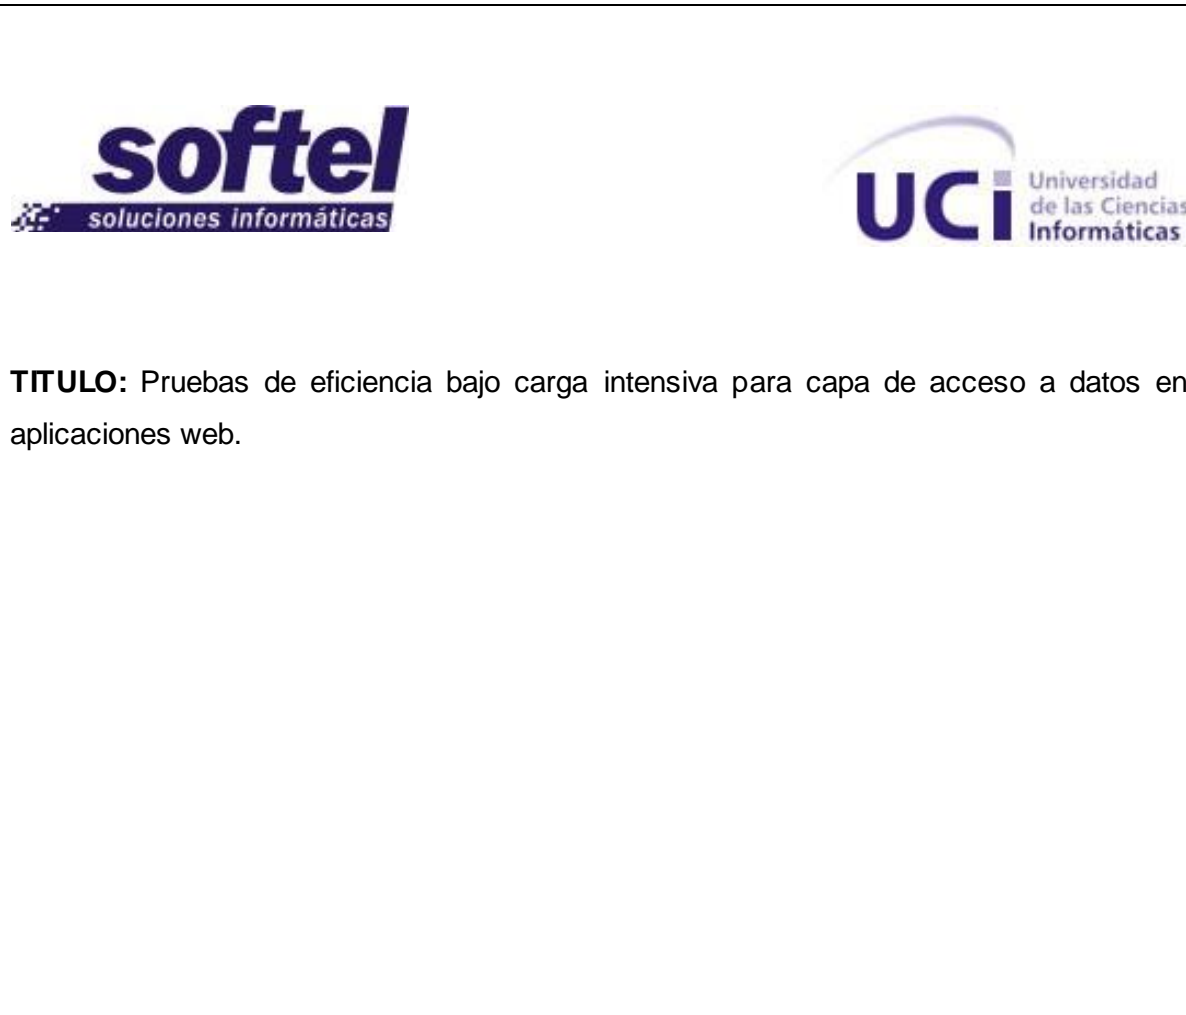 softel
soluciones informáticas
UCi
Universidad
de las Ciencias
Informáticas
TITULO: Pruebas de eficiencia bajo carga intensiva para capa de acceso a datos en
aplicaciones web.